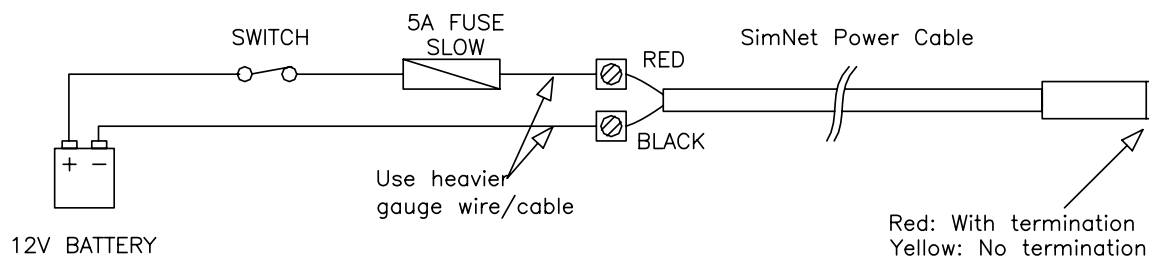 5A FUSE
SLOW
SWITCH
SimNet Power Cable
RED
BLACK
+ −
Use heavier
gauge wire/cable
12V BATTERY
Red: With termination
Yellow: No termination